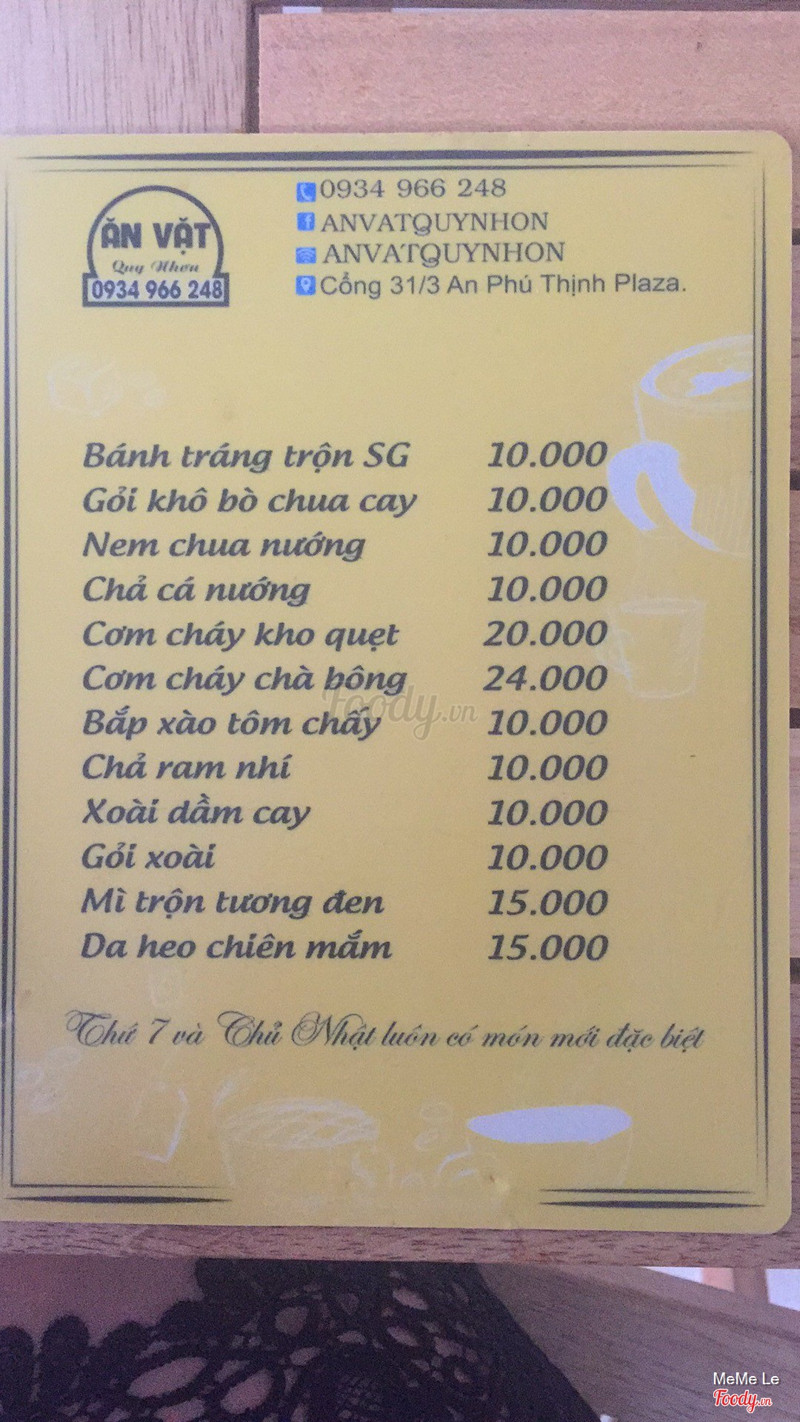 ĂN VẶT
Quy Nhơn
0934 966 248
0934 966 248
ANVATQUYNHON
ANVATQUYNHON
Cổng 31/3 An Phú Thịnh Plaza.
Bánh tráng trộn SG 10.000
Gỏi khô bò chua cay 10.000
Nem chua nướng 10.000
Chả cá nướng 10.000
Cơm cháy kho quẹt 20.000
Cơm cháy chà bông 24.000
Bắp xào tôm chấy 10.000
Chả ram nhí 10.000
Xoài dầm cay 10.000
Gỏi xoài 10.000
Mì trộn tương đen 15.000
Da heo chiên mắm 15.000
Thứ 7 và Chủ Nhật luôn có món mới đặc biệt
Foody.vn
MeMe Le
Foody.vn